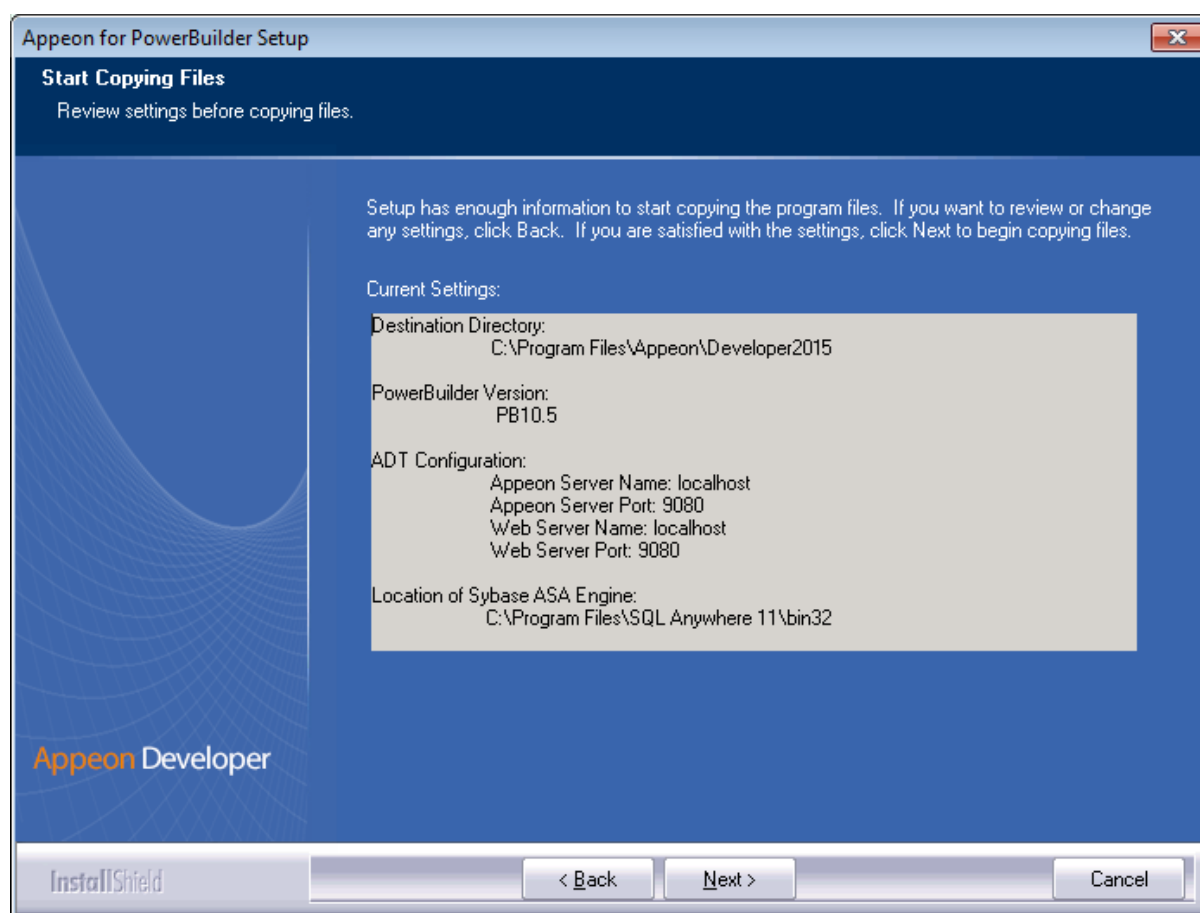 Appeon for PowerBuilder Setup
Start Copying Files
Review settings before copying files.
Setup has enough information to start copying the program files. If you want to review or change
any settings, click Back. If you are satisfied with the settings, click Next to begin copying files.
Current Settings:
Destination Directory:
C:\Program Files\Appeon\Developer2015
PowerBuilder Version:
PB10.5
ADT Configuration:
Appeon Server Name: localhost
Appeon Server Port: 9080
Web Server Name: localhost
Web Server Port: 9080
Location of Sybase ASA Engine:
C:\Program Files\SQL Anywhere 11\bin32
Appeon Developer
InstallShield
< Back
Next >
Cancel